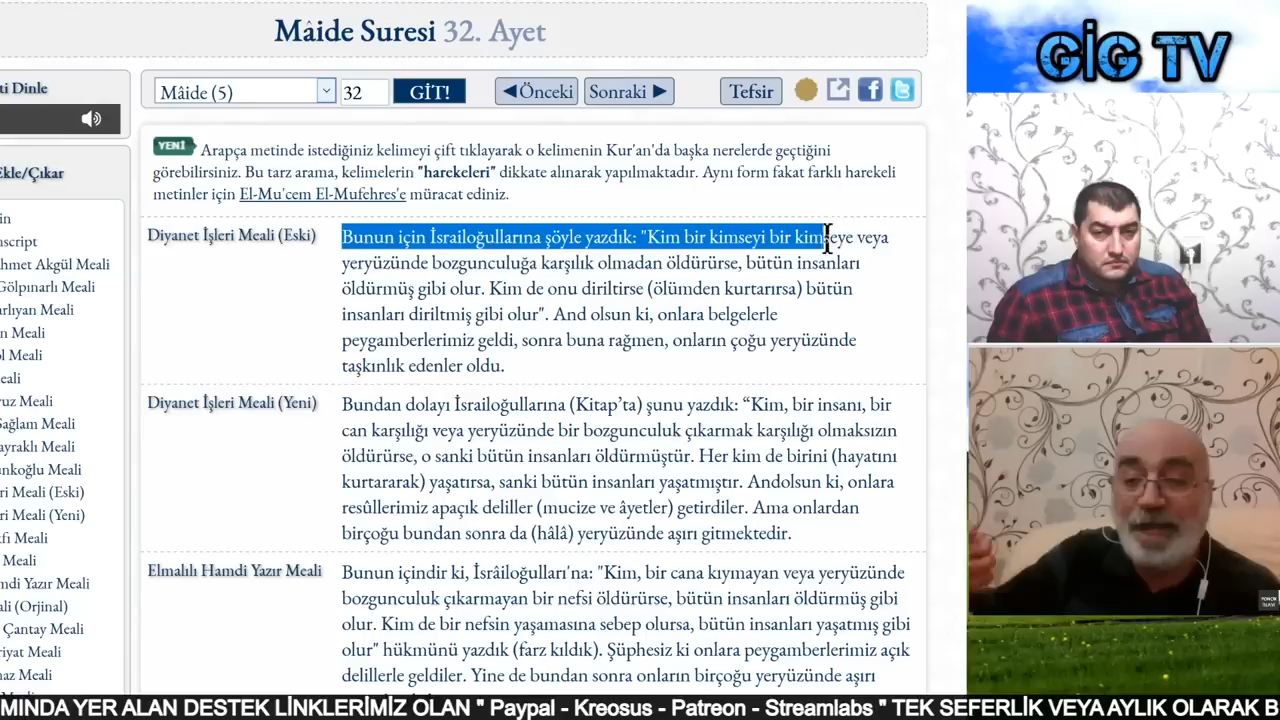 Mâide Suresi 32. Ayet
GİG TV
ti Dinle
Mâide (5)
32
GİT!
◄Önceki
Sonraki ►
Tefsir
Ekle/Çıkar
YENİ Arapça metinde istediğiniz kelimeyi çift tıklayarak o kelimenin Kur'an'da başka nerelerde geçtiğini
görebilirsiniz. Bu tarz arama, kelimelerin "harekeleri" dikkate alınarak yapılmaktadır. Aynı form fakat farklı harekeli
metinler için El-Mu'cem El-Mufehres'e müracat ediniz.
Diyanet İşleri Meali (Eski)
Bunun için İsrailoğullarına şöyle yazdık: "Kim bir kimseyi bir kimseye veya
yeryüzünde bozgunculuğa karşılık olmadan öldürürse, bütün insanları
öldürmüş gibi olur. Kim de onu diriltirse (ölümden kurtarırsa) bütün
insanları diriltmiş gibi olur". And olsun ki, onlara belgelerle
peygamberlerimiz geldi, sonra buna rağmen, onların çoğu yeryüzünde
taşkınlık edenler oldu.
Diyanet İşleri Meali (Yeni)
Bundan dolayı İsrailoğullarına (Kitap'ta) şunu yazdık: “Kim, bir insanı, bir
can karşılığı veya yeryüzünde bir bozgunculuk çıkarmak karşılığı olmaksızın
öldürürse, o sanki bütün insanları öldürmüştür. Her kim de birini (hayatını
kurtararak) yaşatırsa, sanki bütün insanları yaşatmıştır. Andolsun ki, onlara
resûllerimiz apaçık deliller (mucize ve âyetler) getirdiler. Ama onlardan
birçoğu bundan sonra da (hâlâ) yeryüzünde aşırı gitmektedir.
Elmalılı Hamdi Yazır Meali
Bunun içindir ki, İsrâiloğulları'na: "Kim, bir cana kıymayan veya yeryüzünde
bozgunculuk çıkarmayan bir nefsi öldürürse, bütün insanları öldürmüş gibi
olur. Kim de bir nefsin yaşamasına sebep olursa, bütün insanları yaşatmış gibi
olur" hükmünü yazdık (farz kıldık). Şüphesiz ki onlara peygamberlerimiz açık
delillerle geldiler. Yine de bundan sonra onların birçoğu yeryüzünde aşırı
in
nscript
hmet Akgül Meali
Gölpınarlı Meali
arlıyan Meali
n Meali
ol Meali
eali
ruz Meali
Sağlam Meali
ayraklı Meali
unkoğlu Meali
ri Meali (Eski)
ri Meali (Yeni)
kfı Meali
Meali
mdi Yazır Meali
ali (Orjinal)
Çantay Meali
riyat Meali
maz Meali
MINDA YER ALAN DESTEK LİNKLERİMİZ OLAN " Paypal - Kreosus - Patreon - Streamlabs " TEK SEFERLİK VEYA AYLIK OLARAK B